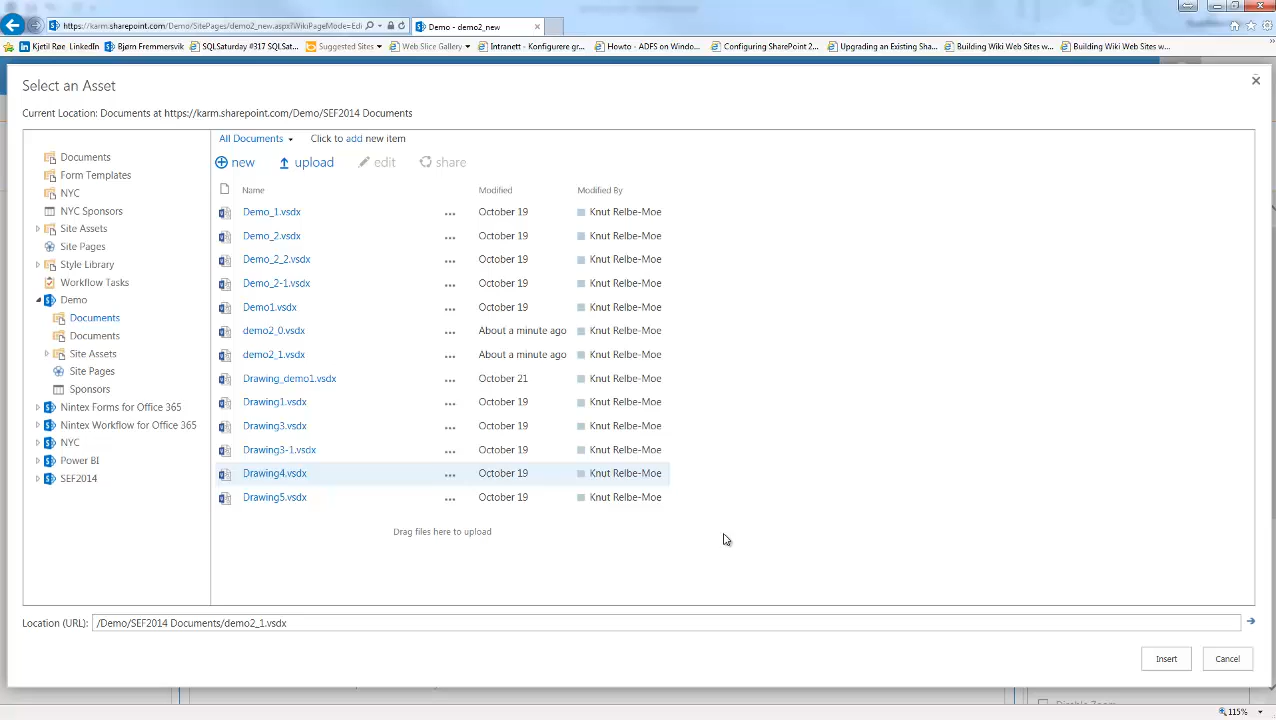 https://karm.sharepoint.com/Demo/SitePages/demo2_new.aspx?WikiPageMode=Edi
Demo - demo2_new
Kjetil Røe LinkedIn
Bjørn Fremmersvik
SQLSaturday #317 SQLSat...
Suggested Sites
Web Slice Gallery
Intranett - Konfigurere gr...
Howto - ADFS on Windo...
Configuring SharePoint 2...
Upgrading an Existing Sha...
Building Wiki Web Sites w...
Building Wiki Web Sites w...
Select an Asset
Current Location: Documents at https://karm.sharepoint.com/Demo/SEF2014 Documents
Documents
Form Templates
NYC
NYC Sponsors
Site Assets
Site Pages
Style Library
Workflow Tasks
Demo
Documents
Documents
Site Assets
Site Pages
Sponsors
Nintex Forms for Office 365
Nintex Workflow for Office 365
NYC
Power BI
SEF2014
All Documents Click to add new item
new upload edit share
Name Modified Modified By
Demo_1.vsdx ... October 19 Knut Relbe-Moe
Demo_2.vsdx ... October 19 Knut Relbe-Moe
Demo_2_2.vsdx ... October 19 Knut Relbe-Moe
Demo_2-1.vsdx ... October 19 Knut Relbe-Moe
Demo1.vsdx ... October 19 Knut Relbe-Moe
demo2_0.vsdx ... About a minute ago Knut Relbe-Moe
demo2_1.vsdx ... About a minute ago Knut Relbe-Moe
Drawing_demo1.vsdx ... October 21 Knut Relbe-Moe
Drawing1.vsdx ... October 19 Knut Relbe-Moe
Drawing3.vsdx ... October 19 Knut Relbe-Moe
Drawing3-1.vsdx ... October 19 Knut Relbe-Moe
Drawing4.vsdx ... October 19 Knut Relbe-Moe
Drawing5.vsdx ... October 19 Knut Relbe-Moe
Drag files here to upload
Location (URL): /Demo/SEF2014 Documents/demo2_1.vsdx
Insert Cancel
Disable Zoom
115%